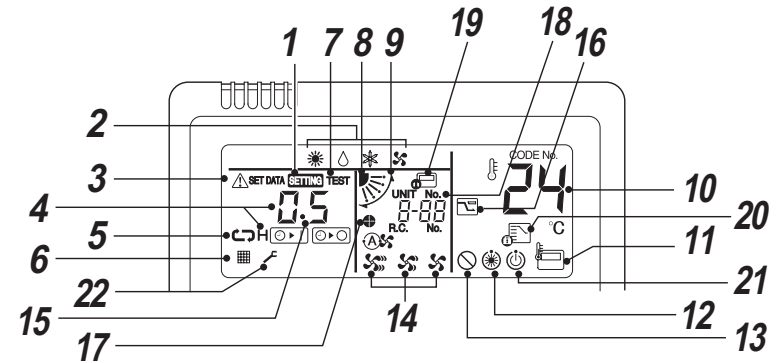 1 7 8 9 19 18 16
2
3
4
5
6
22
15
17
14
13
12
21
11
20
10
SET DATA SETTING TEST
UNIT No.
CODE No.
0.5
8-88
24
R.C. No.
°C
H
A